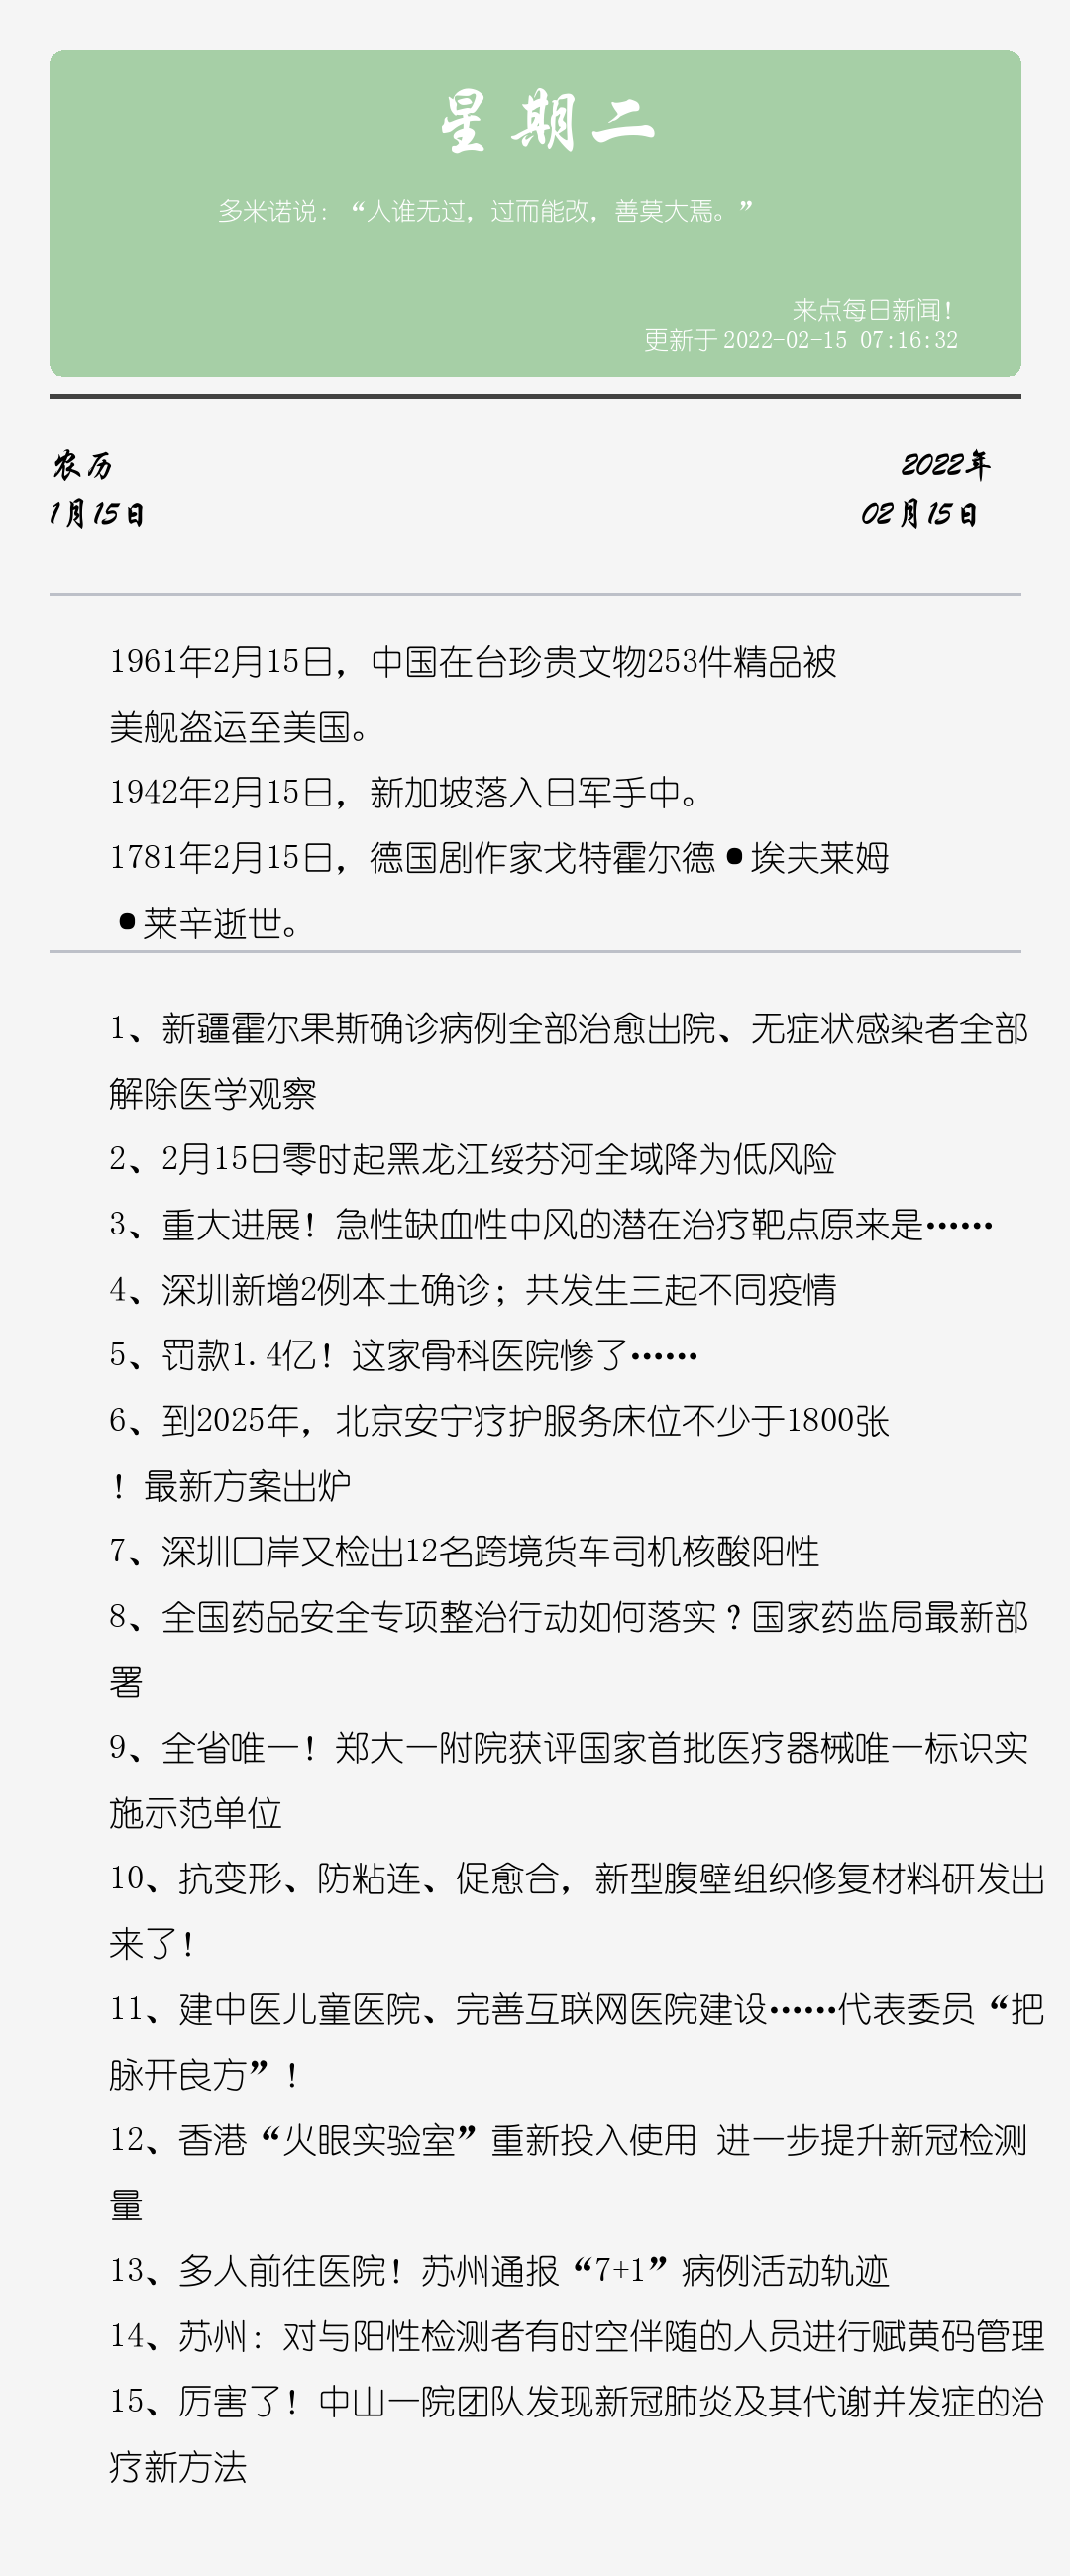 星期二
多米诺说：“人谁无过，过而能改，善莫大焉。”
来点每日新闻！
更新于2022-02-15 07:16:32
农历
2022年
1月15日
02月15日
1961年2月15日，中国在台珍贵文物253件精品被
美舰盗运至美国。
1942年2月15日，新加坡落入日军手中。
1781年2月15日，德国剧作家戈特霍尔德•埃夫莱姆
•莱辛逝世。
1、新疆霍尔果斯确诊病例全部治愈出院、无症状感染者全部
解除医学观察
2、2月15日零时起黑龙江绥芬河全域降为低风险
3、重大进展！急性缺血性中风的潜在治疗靶点原来是……
4、深圳新增2例本土确诊；共发生三起不同疫情
5、罚款1.4亿！这家骨科医院惨了……
6、到2025年，北京安宁疗护服务床位不少于1800张
！最新方案出炉
7、深圳口岸又检出12名跨境货车司机核酸阳性
8、全国药品安全专项整治行动如何落实？国家药监局最新部
署
9、全省唯一！郑大一附院获评国家首批医疗器械唯一标识实
施示范单位
10、抗变形、防粘连、促愈合，新型腹壁组织修复材料研发出
来了！
11、建中医儿童医院、完善互联网医院建设……代表委员“把
脉开良方”！
12、香港“火眼实验室”重新投入使用 进一步提升新冠检测
量
13、多人前往医院！苏州通报“7+1”病例活动轨迹
14、苏州：对与阳性检测者有时空伴随的人员进行赋黄码管理
15、厉害了！中山一院团队发现新冠肺炎及其代谢并发症的治
疗新方法